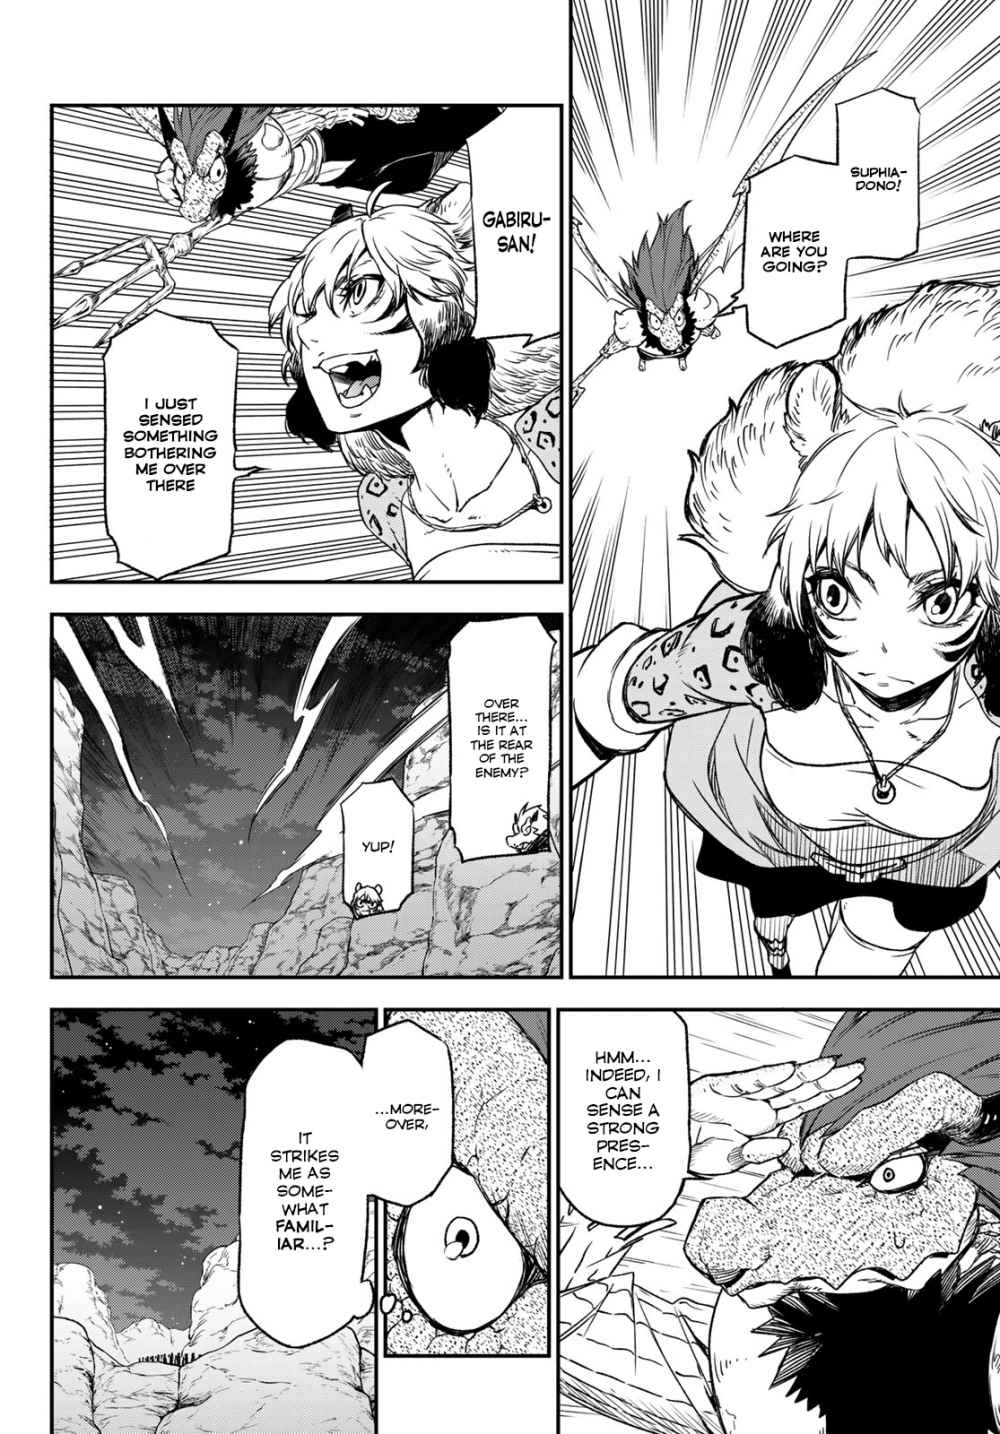 SUPHIA-
DONO!
WHERE
ARE YOU
GOING?
GABIRU-
SAN!
I JUST
SENSED
SOMETHING
BOTHERING
ME OVER
THERE
OVER
THERE...
IS IT AT
THE REAR
OF THE
ENEMY?
YUP!
HMM...
INDEED, I
CAN
SENSE A
STRONG
PRES-
ENCE...
...MORE-
OVER,
IT
STRIKES
ME AS
SOME-
WHAT
FAMIL-
IAR...?